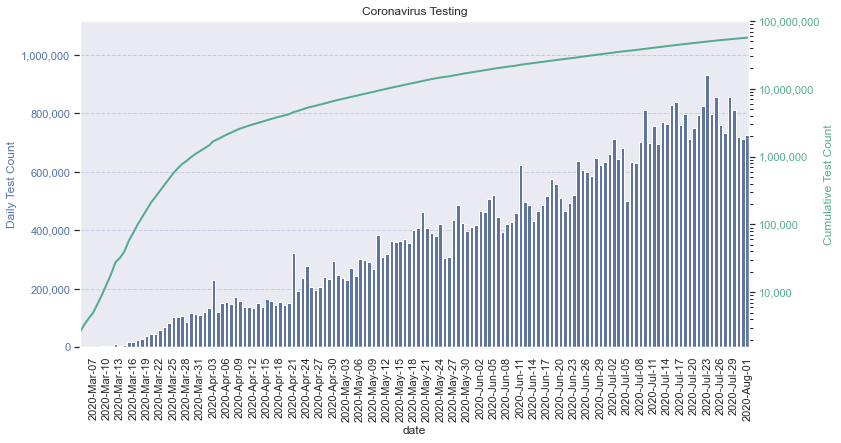 Coronavirus Testing
Daily Test Count
1,000,000
800,000
600,000
400,000
200,000
0
100,000,000
10,000,000
1,000,000
100,000
10,000
Cumulative Test Count
2020-Mar-07
2020-Mar-10
2020-Mar-13
2020-Mar-16
2020-Mar-19
2020-Mar-22
2020-Mar-25
2020-Mar-28
2020-Mar-31
2020-Apr-03
2020-Apr-06
2020-Apr-09
2020-Apr-12
2020-Apr-15
2020-Apr-18
2020-Apr-21
2020-Apr-24
2020-Apr-27
2020-Apr-30
2020-May-03
2020-May-06
2020-May-09
2020-May-12
2020-May-15
2020-May-18
2020-May-21
2020-May-24
2020-May-27
2020-May-30
2020-Jun-02
2020-Jun-05
2020-Jun-08
2020-Jun-11
2020-Jun-14
2020-Jun-17
2020-Jun-20
2020-Jun-23
2020-Jun-26
2020-Jun-29
2020-Jul-02
2020-Jul-05
2020-Jul-08
2020-Jul-11
2020-Jul-14
2020-Jul-17
2020-Jul-20
2020-Jul-23
2020-Jul-26
2020-Jul-29
2020-Aug-01
date